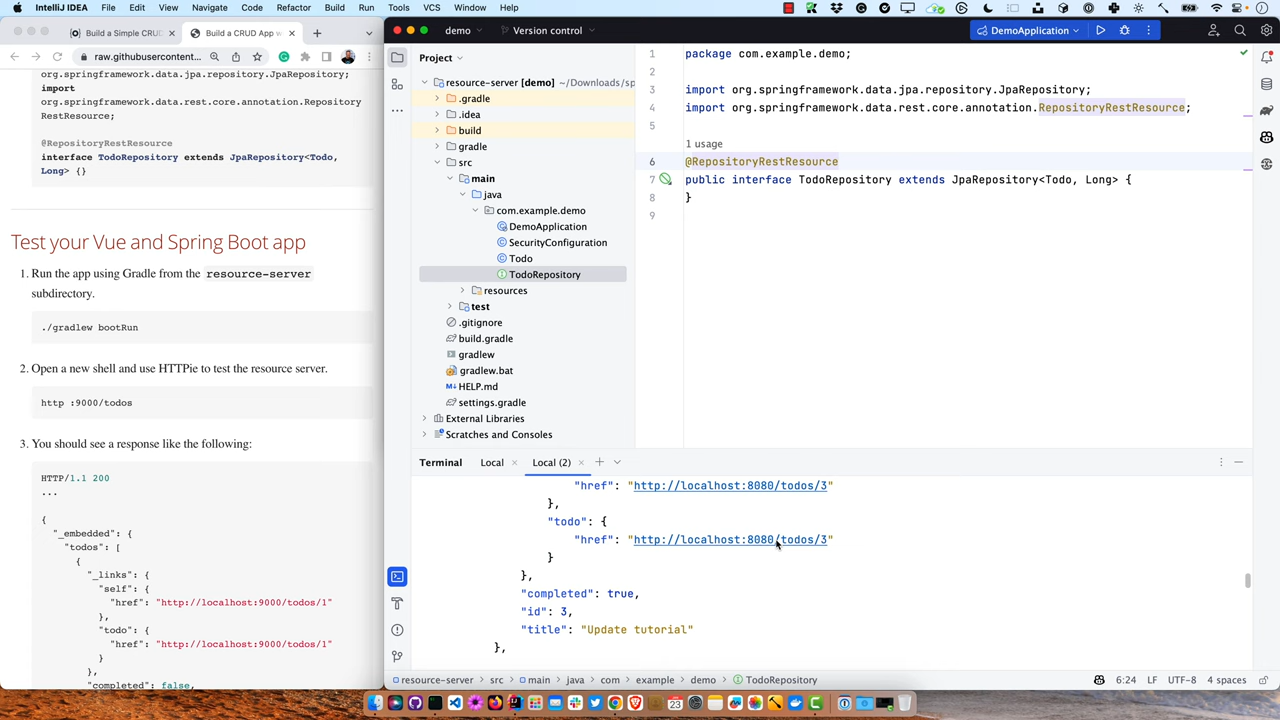 IntelliJ IDEA File Edit View Navigate Code Refactor Build Run Tools VCS Window Help
Build a Simple CRU
Build a CRUD App w
raw.githubusercontent...
org.springframework.data.jpa.repository.JpaRepository;
import
org.springframework.data.rest.core.annotation.Repository
RestResource;
@RepositoryRestResource
interface TodoRepository extends JpaRepository<Todo,
Long> {}
Test your Vue and Spring Boot app
1. Run the app using Gradle from the resource-server
subdirectory.
./gradlew bootRun
2. Open a new shell and use HTTPie to test the resource server.
http :9000/todos
3. You should see a response like the following:
HTTP/1.1 200
...
{
"_embedded": {
"todos": [
{
"_links": {
"self": {
"href": "http://localhost:9000/todos/1"
},
"todo": {
"href": "http://localhost:9000/todos/1"
}
},
"completed": false,
demo
Version control
DemoApplication
Project
resource-server [demo] ~/Downloads/sp
.gradle
.idea
build
gradle
src
main
java
com.example.demo
DemoApplication
SecurityConfiguration
Todo
TodoRepository
resources
test
.gitignore
build.gradle
gradlew
gradlew.bat
HELP.md
settings.gradle
External Libraries
Scratches and Consoles
1 package com.example.demo;
2
3 import org.springframework.data.jpa.repository.JpaRepository;
4 import org.springframework.data.rest.core.annotation.RepositoryRestResource;
5
1 usage
6 @RepositoryRestResource
7 public interface TodoRepository extends JpaRepository<Todo, Long> {
8 }
9
Terminal Local Local (2)
"href": "http://localhost:8080/todos/3"
},
"todo": {
"href": "http://localhost:8080/todos/3"
}
},
"completed": true,
"id": 3,
"title": "Update tutorial"
},
resource-server > src > main > java > com > example > demo > TodoRepository
6:24 LF UTF-8 4 spaces
23